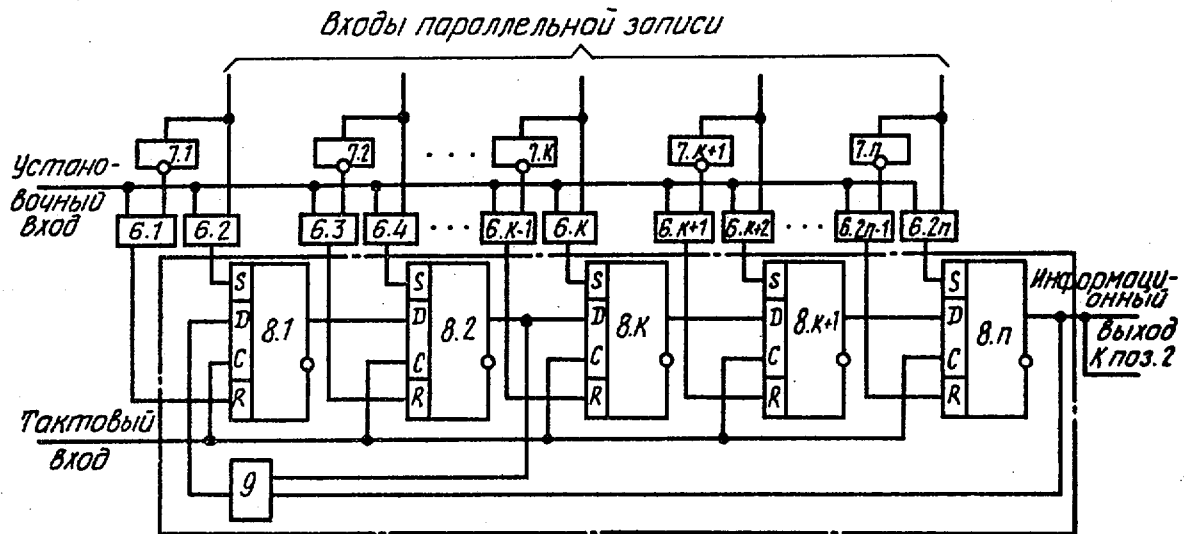 Входы параллельной записи
7.1 7.2 . . . 7.к 7.к+1 7.п
Устано-
вочный
вход
6.1 6.2 6.3 6.4 . . . 6.к-1 6.к 6.к+1 6.к+2 . . . 6.2п-1 6.2п
S S S S S
Информаци-
онный
D 8.1 D 8.2 D 8.к D 8.к+1 D 8.п
выход
К поз.2
C C C C C
R R R R R
Тактовый
вход
9